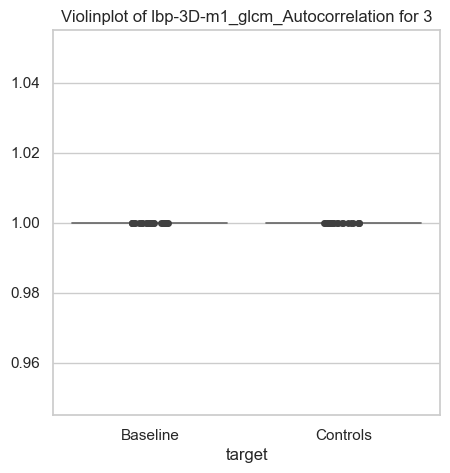 Violinplot of lbp-3D-m1_glcm_Autocorrelation for 3
1.04
1.02
1.00
0.98
0.96
Baseline Controls
target